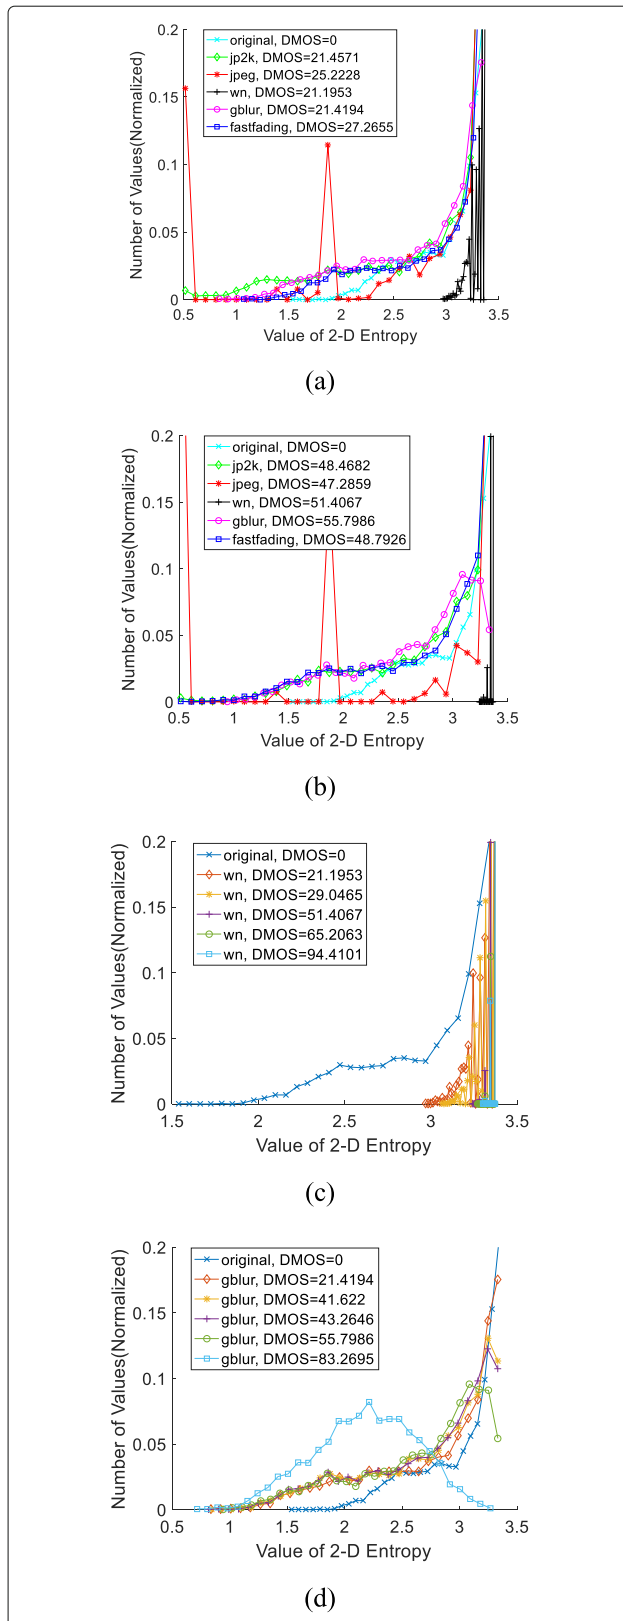 0.2
original, DMOS=0
jp2k, DMOS=21.4571
jpeg, DMOS=25.2228
wn, DMOS=21.1953
gblur, DMOS=21.4194
fastfading, DMOS=27.2655
0.15
0.1
0.05
0
Number of Values(Normalized)
0.5 1 1.5 2 2.5 3 3.5
Value of 2-D Entropy
(a)
0.2
original, DMOS=0
jp2k, DMOS=48.4682
jpeg, DMOS=47.2859
wn, DMOS=51.4067
gblur, DMOS=55.7986
fastfading, DMOS=48.7926
0.15
0.1
0.05
0
Number of Values(Normalized)
0.5 1 1.5 2 2.5 3 3.5
Value of 2-D Entropy
(b)
0.2
original, DMOS=0
wn, DMOS=21.1953
wn, DMOS=29.0465
wn, DMOS=51.4067
wn, DMOS=65.2063
wn, DMOS=94.4101
0.15
0.1
0.05
0
Number of Values(Normalized)
1.5 2 2.5 3 3.5
Value of 2-D Entropy
(c)
0.2
original, DMOS=0
gblur, DMOS=21.4194
gblur, DMOS=41.622
gblur, DMOS=43.2646
gblur, DMOS=55.7986
gblur, DMOS=83.2695
0.15
0.1
0.05
0
Number of Values(Normalized)
0.5 1 1.5 2 2.5 3 3.5
Value of 2-D Entropy
(d)